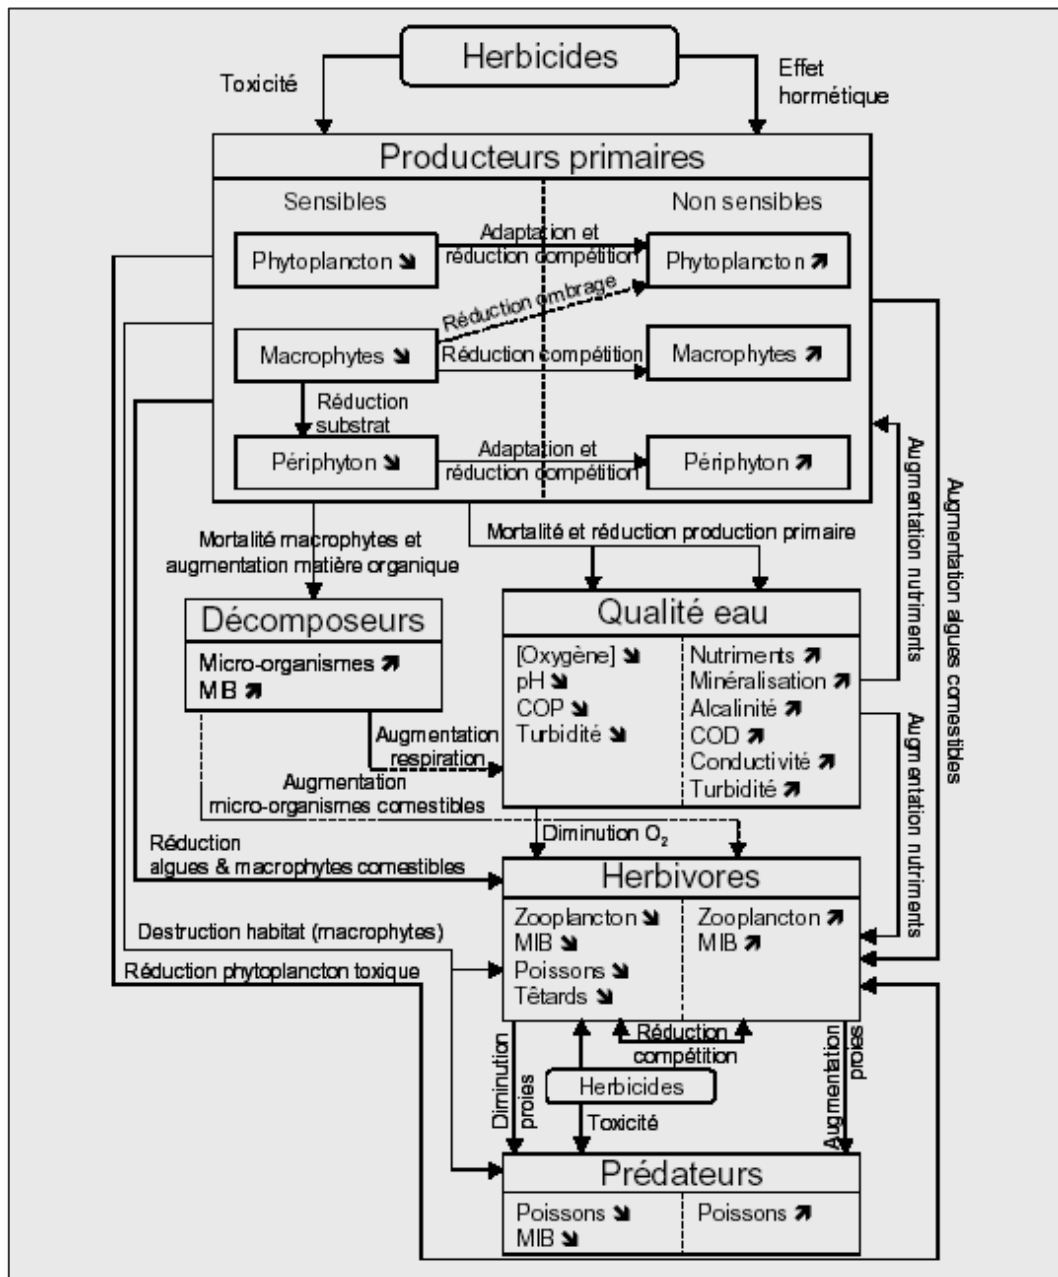 Herbicides
Toxicité
Effet
hormétique
Producteurs primaires
Sensibles
Non sensibles
Phytoplancton ↘
Adaptation et
réduction compétition
Phytoplancton ↗
Réduction ombrage
Macrophytes ↘
Réduction compétition
Macrophytes ↗
Réduction
substrat
Périphyton ↘
Adaptation et
réduction compétition
Périphyton ↗
Augmentation nutriments
Augmentation algues comestibles
Mortalité macrophytes et
augmentation matière organique
Mortalité et réduction production primaire
Décomposeurs
Micro-organismes ↗
MIB ↗
Qualité eau
[Oxygène] ↘
pH ↘
COP ↘
Turbidité ↘
Nutriments ↗
Minéralisation ↗
Alcalinité ↗
COD ↗
Conductivité ↗
Turbidité ↗
Augmentation
respiration
Augmentation
micro-organismes comestibles
Augmentation nutriments
Diminution O₂
Réduction
algues & macrophytes comestibles
Herbivores
Zooplancton ↘
MIB ↘
Poissons ↘
Têtards ↘
Zooplancton ↗
MIB ↗
Destruction habitat (macrophytes)
Réduction phytoplancton toxique
Diminution
proies
Réduction
compétition
Herbicides
Toxicité
Augmentation
proies
Prédateurs
Poissons ↘
MIB ↘
Poissons ↗